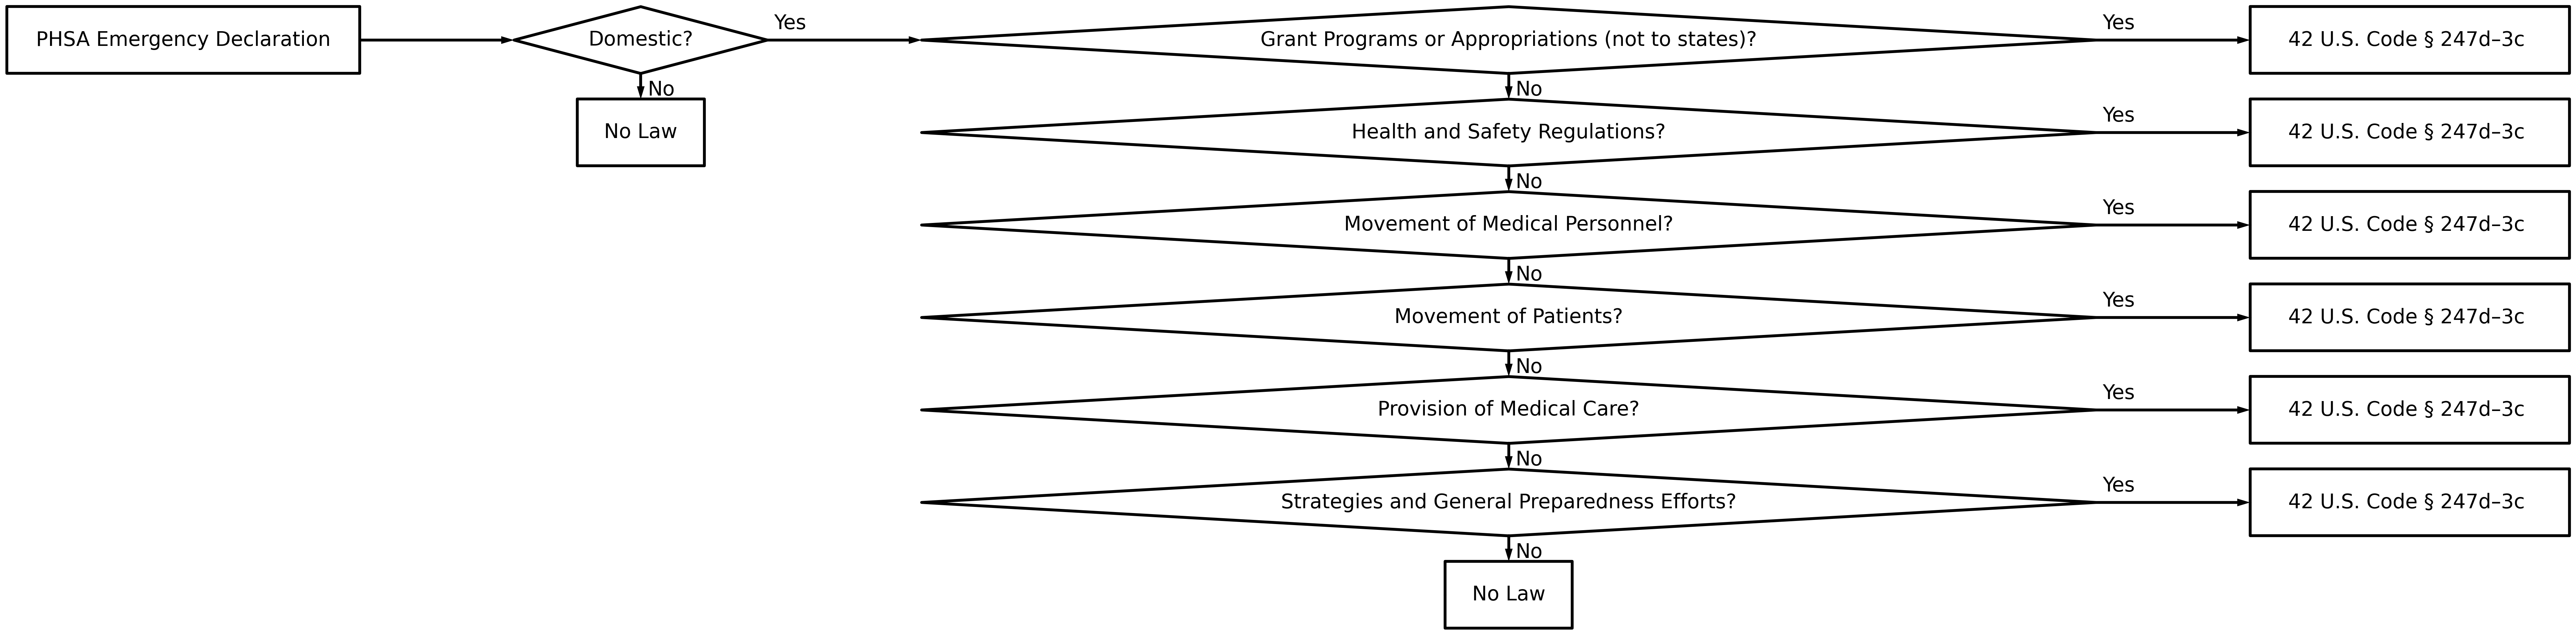 PHSA Emergency Declaration
Domestic?
Yes
Grant Programs or Appropriations (not to states)?
Yes
42 U.S. Code § 247d–3c
No
No Law
No
Health and Safety Regulations?
Yes
42 U.S. Code § 247d–3c
No
Movement of Medical Personnel?
Yes
42 U.S. Code § 247d–3c
No
Movement of Patients?
Yes
42 U.S. Code § 247d–3c
No
Provision of Medical Care?
Yes
42 U.S. Code § 247d–3c
No
Strategies and General Preparedness Efforts?
Yes
42 U.S. Code § 247d–3c
No
No Law